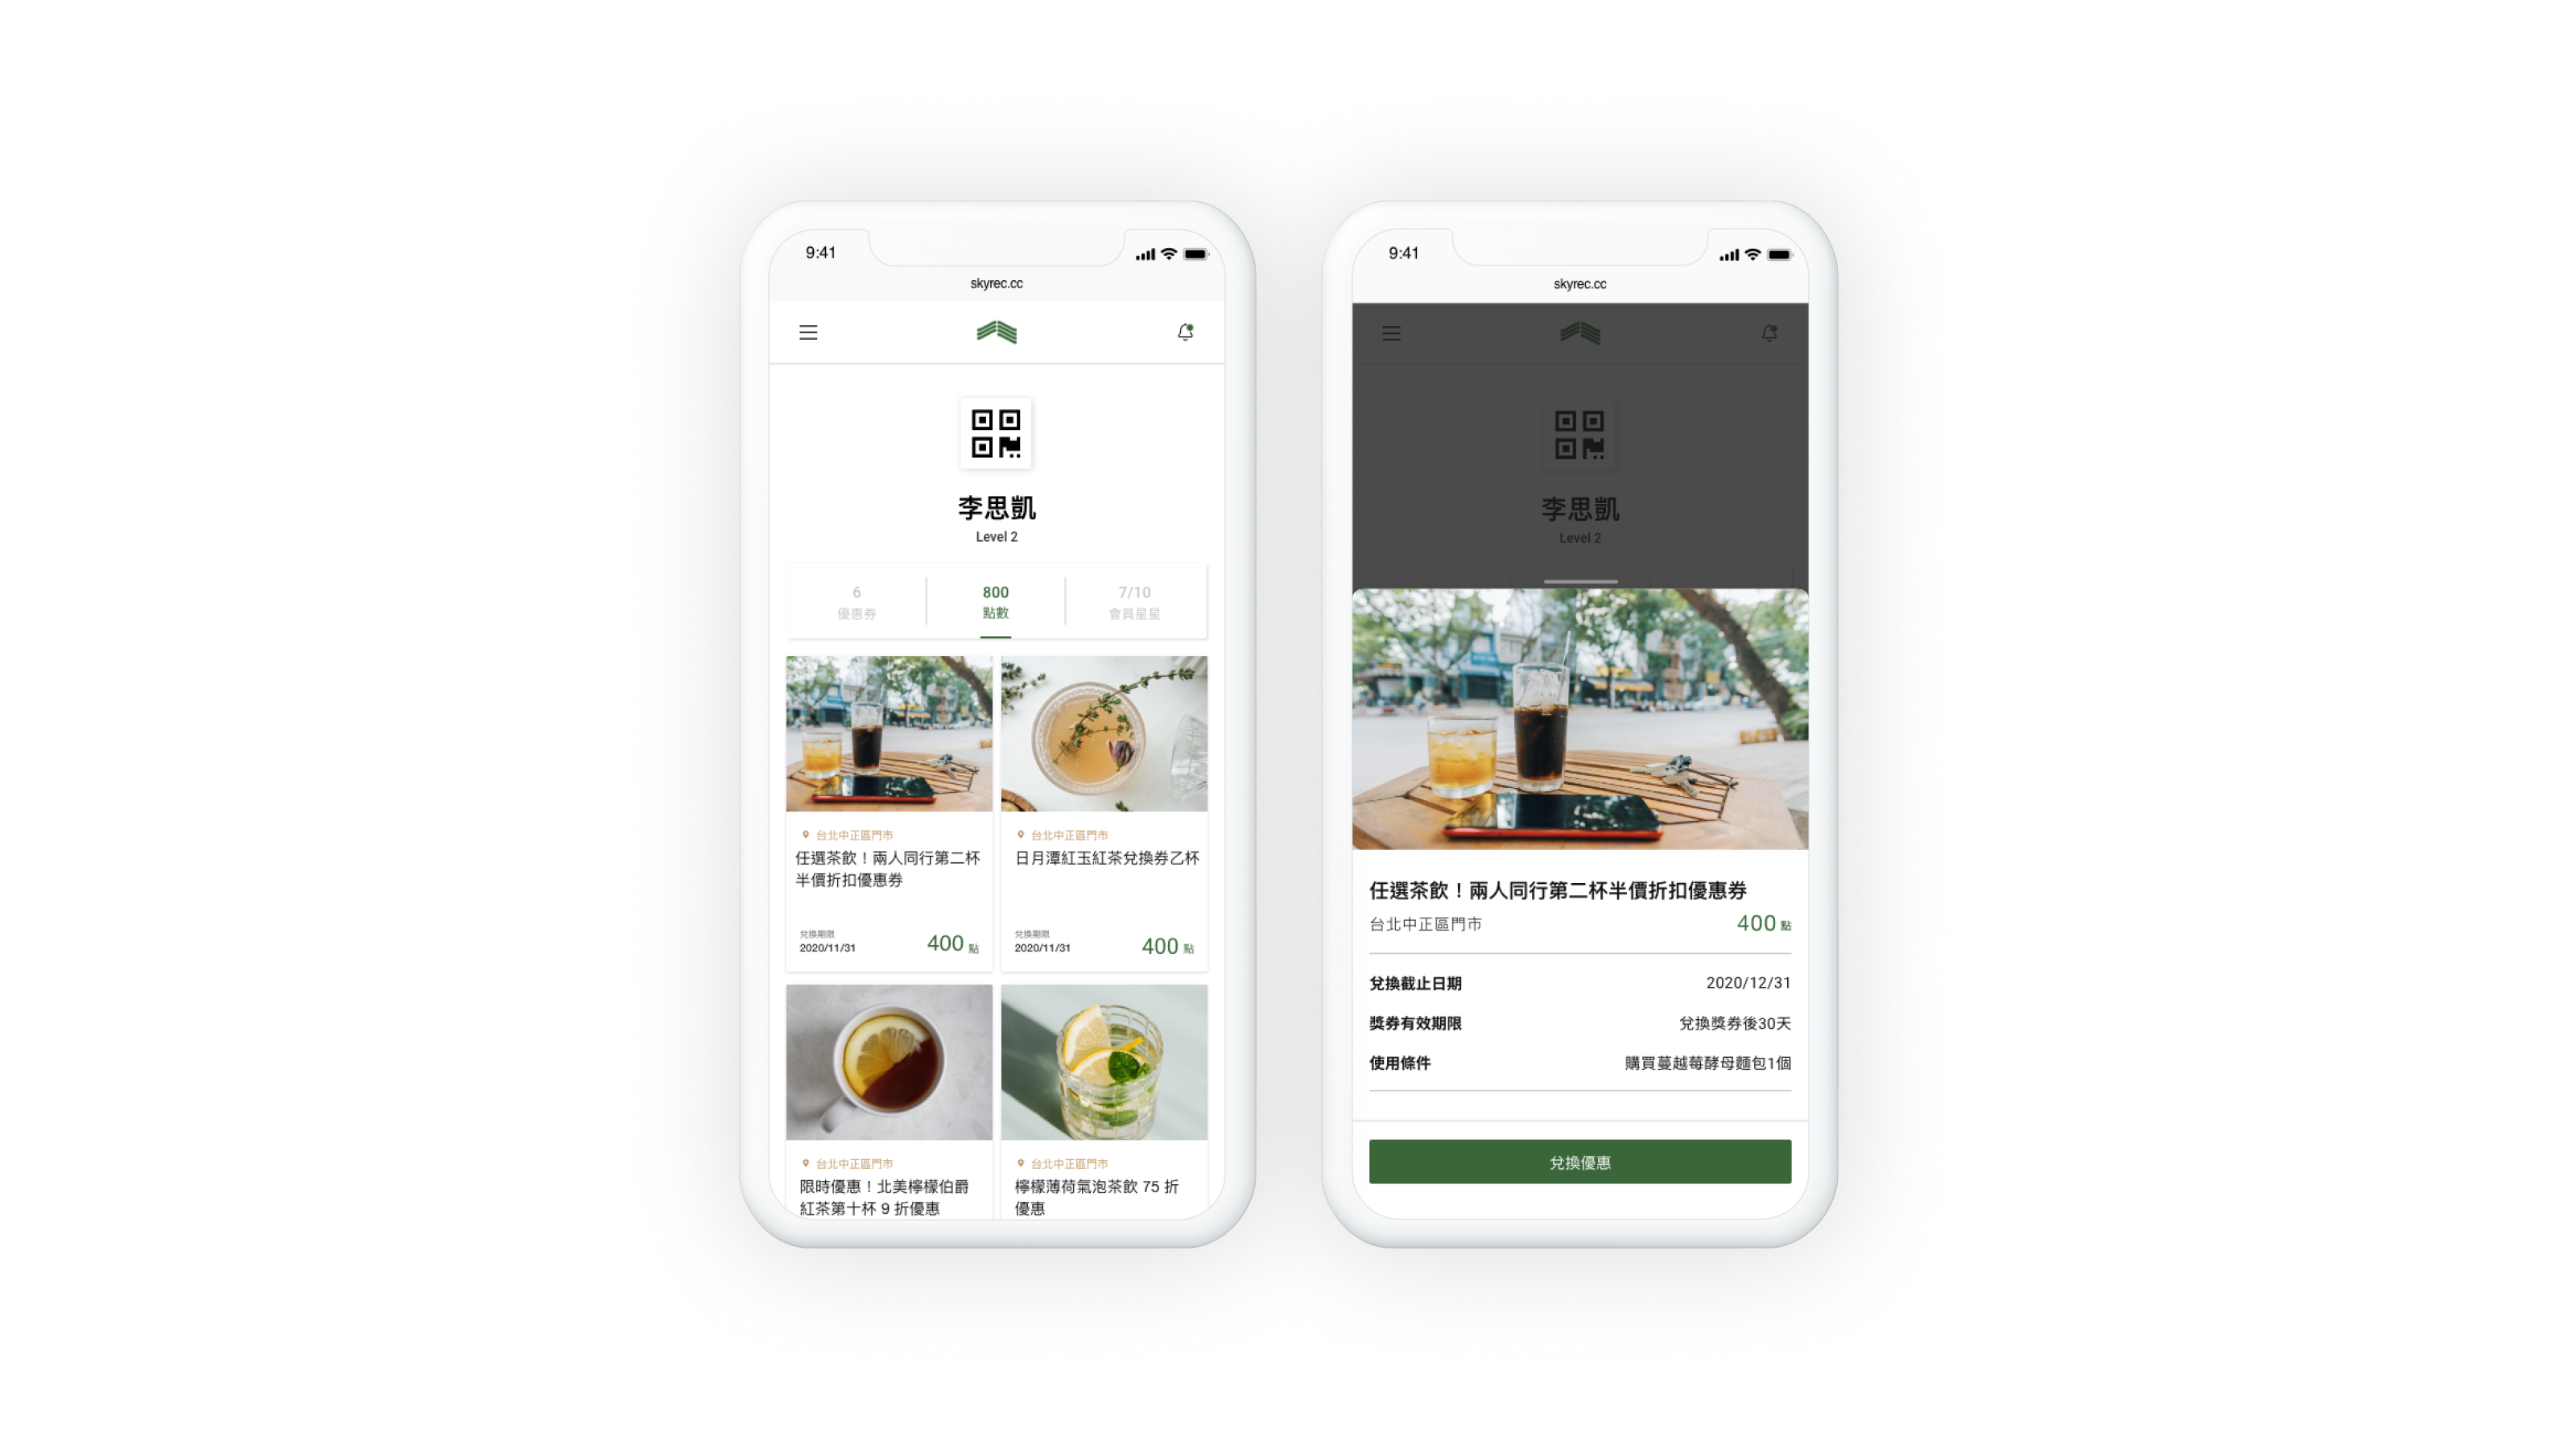 9:41
skyrec.cc
李思凱
Level 2
6
優惠券
800
點數
7/10
會員星星
台北中正區門市
任選茶飲！兩人同行第二杯
半價折扣優惠券
兌換期限
2020/11/31
400 點
台北中正區門市
日月潭紅玉紅茶兌換券乙杯
兌換期限
2020/11/31
400 點
台北中正區門市
限時優惠！北美檸檬伯爵
紅茶第十杯 9 折優惠
台北中正區門市
檸檬薄荷氣泡茶飲 75 折
優惠
9:41
skyrec.cc
李思凱
Level 2
任選茶飲！兩人同行第二杯半價折扣優惠券
台北中正區門市
400 點
兌換截止日期
2020/12/31
獎券有效期限
兌換獎券後30天
使用條件
購買蔓越莓酵母麵包1個
兌換優惠